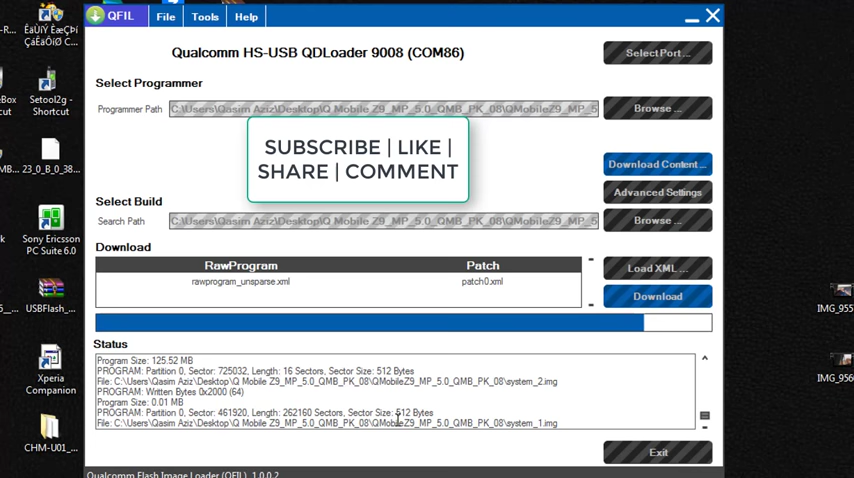 QFIL File Tools Help
Qualcomm HS-USB QDLoader 9008 (COM86)
Select Port ...
Select Programmer
Programmer Path C:\Users\Qasim Aziz\Desktop\Q Mobile Z9_MP_5.0_QMB_PK_08\QMobileZ9_MP_5
Browse ...
SUBSCRIBE | LIKE |
SHARE | COMMENT
Download Content ...
Advanced Settings
Select Build
Search Path C:\Users\Qasim Aziz\Desktop\Q Mobile Z9_MP_5.0_QMB_PK_08\QMobileZ9_MP_5
Browse ...
Download
RawProgram Patch
rawprogram_unsparse.xml patch0.xml
Load XML ...
Download
Status
Program Size: 125.52 MB
PROGRAM: Partition 0, Sector: 725032, Length: 16 Sectors, Sector Size: 512 Bytes
File: C:\Users\Qasim Aziz\Desktop\Q Mobile Z9_MP_5.0_QMB_PK_08\QMobileZ9_MP_5.0_QMB_PK_08\system_2.img
PROGRAM: Written Bytes 0x2000 (64)
Program Size: 0.01 MB
PROGRAM: Partition 0, Sector: 461920, Length: 262160 Sectors, Sector Size: 512 Bytes
File: C:\Users\Qasim Aziz\Desktop\Q Mobile Z9_MP_5.0_QMB_PK_08\QMobileZ9_MP_5.0_QMB_PK_08\system_1.img
Exit
Qualcomm Flash Image Loader (QFIL) 1.0.0.2
Setool2g -
Shortcut
23_0_B_0_38...
Sony Ericsson
PC Suite 6.0
USBFlash_...
Xperia
Companion
CHM-U01_...
IMG_955
IMG_956